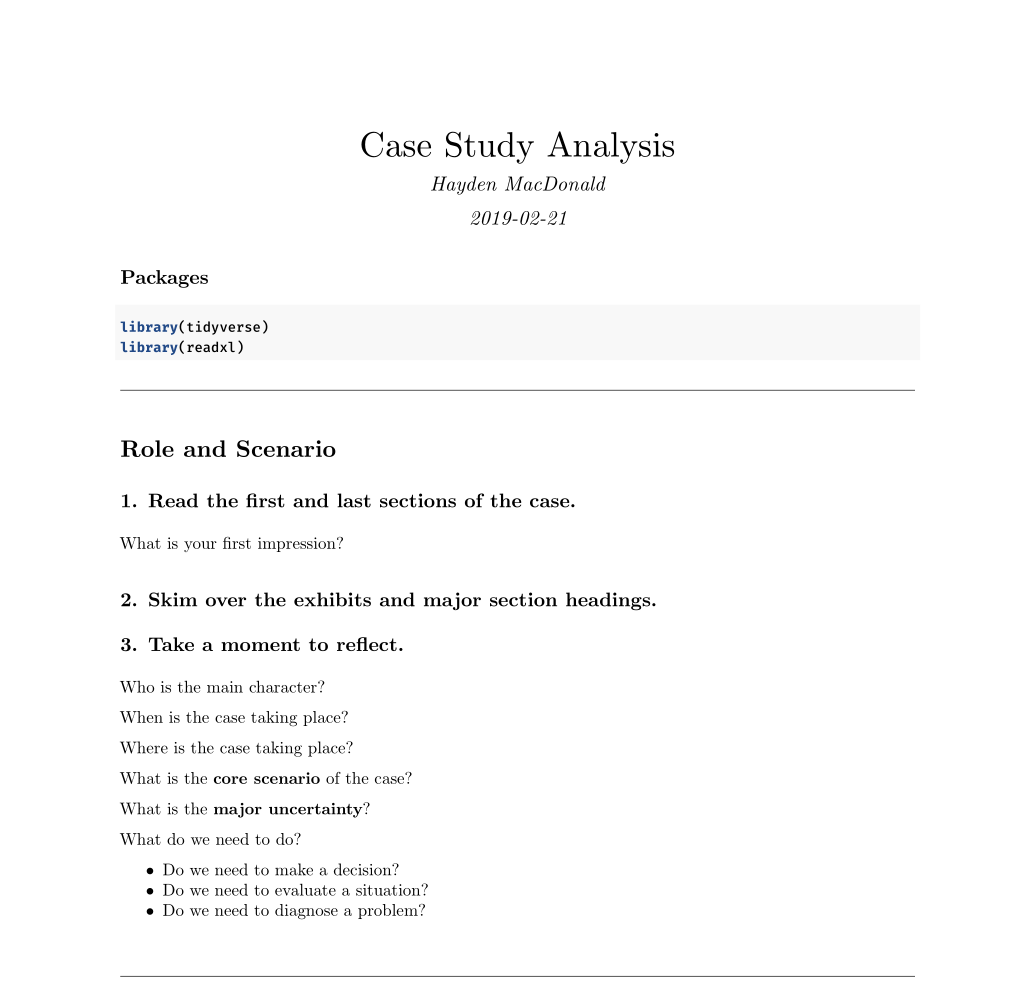 Case Study Analysis
Hayden MacDonald
2019-02-21
Packages
library(tidyverse)
library(readxl)
Role and Scenario
1. Read the first and last sections of the case.
What is your first impression?
2. Skim over the exhibits and major section headings.
3. Take a moment to reflect.
Who is the main character?
When is the case taking place?
Where is the case taking place?
What is the core scenario of the case?
What is the major uncertainty?
What do we need to do?
• Do we need to make a decision?
• Do we need to evaluate a situation?
• Do we need to diagnose a problem?